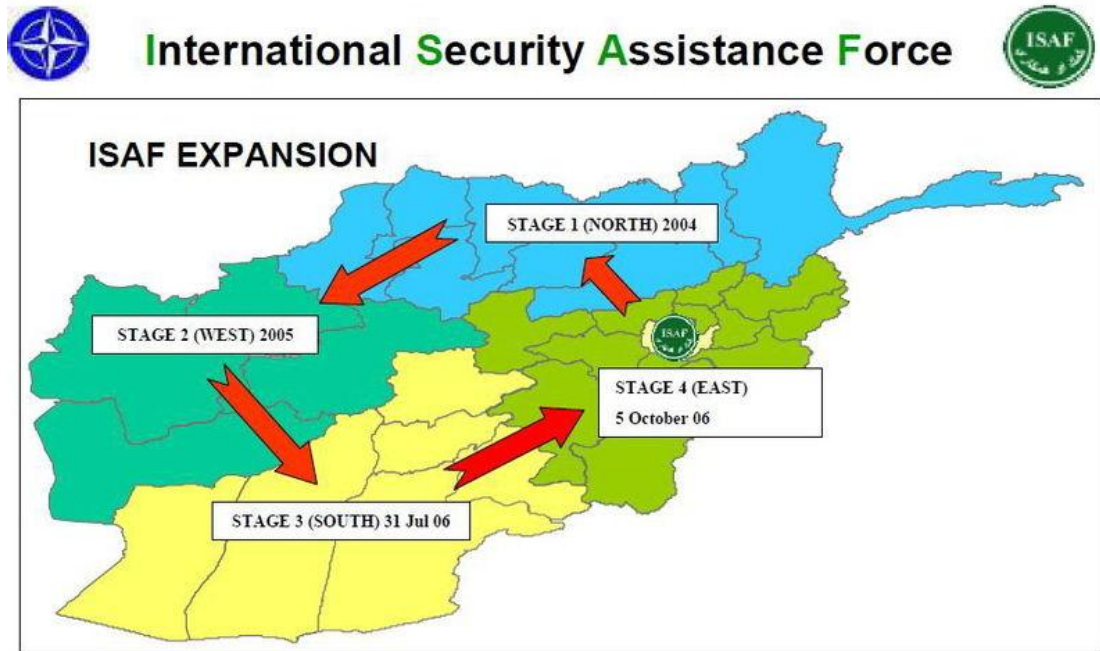 International Security Assistance Force
ISAF
ISAF EXPANSION
STAGE 1 (NORTH) 2004
STAGE 2 (WEST) 2005
ISAF
STAGE 4 (EAST)
5 October 06
STAGE 3 (SOUTH) 31 Jul 06